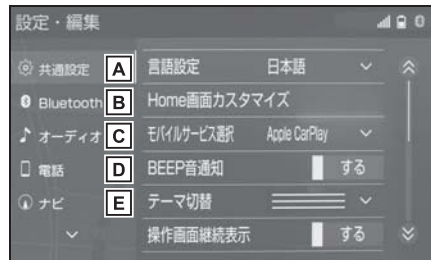 設定・編集
共通設定 A 言語設定 日本語
Bluetooth B Home画面カスタマイズ
オーディオ C モバイルサービス選択 Apple CarPlay
電話 D BEEP音通知 する
ナビ E テーマ切替
操作画面継続表示 する